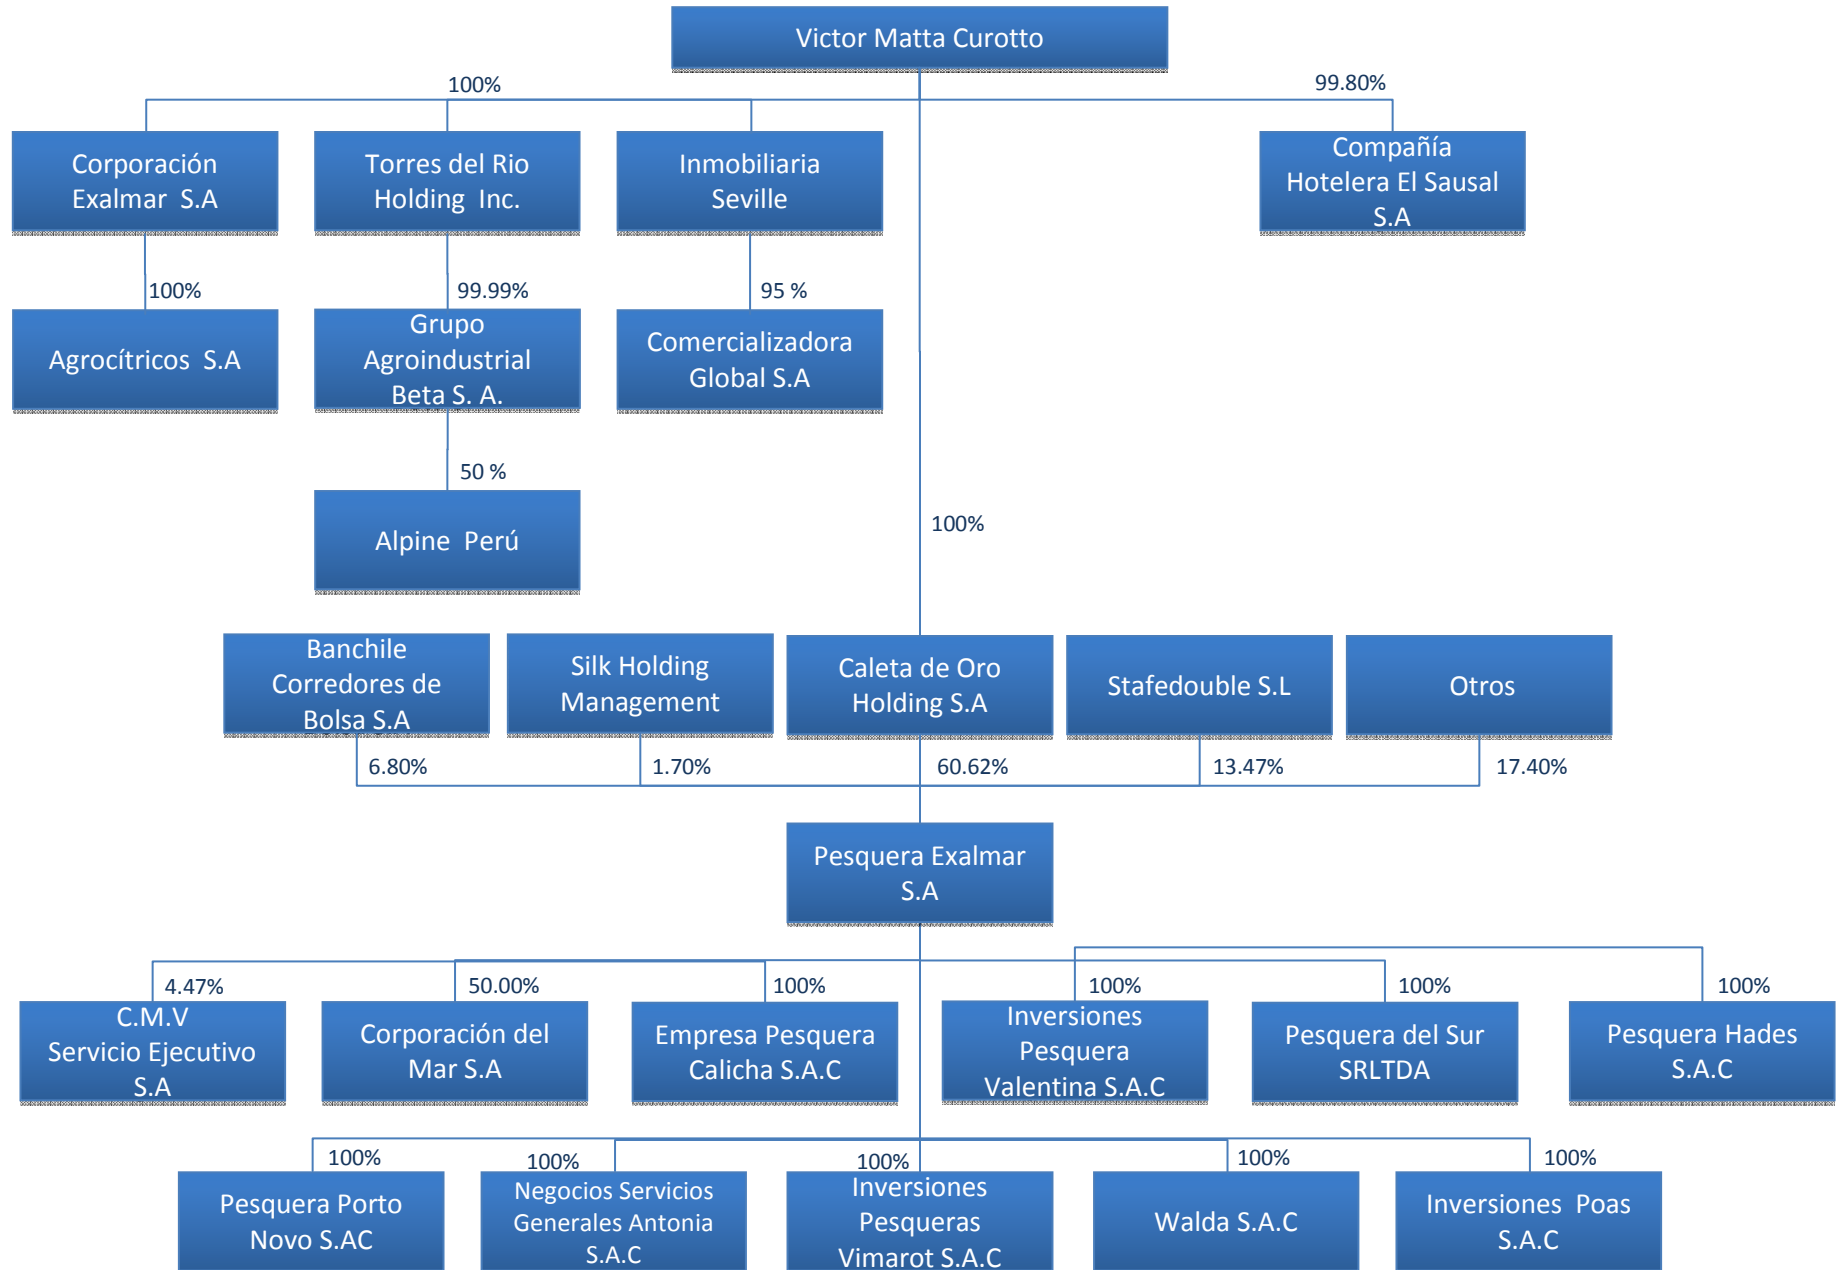 Victor Matta Curotto
100%
99.80%
Corporación
Exalmar S.A
Torres del Rio
Holding Inc.
Inmobiliaria
Seville
Compañía
Hotelera El Sausal
S.A
100%
99.99%
95 %
Agrocítricos S.A
Grupo
Agroindustrial
Beta S. A.
Comercializadora
Global S.A
50 %
Alpine Perú
100%
Banchile
Corredores de
Bolsa S.A
Silk Holding
Management
Caleta de Oro
Holding S.A
Stafedouble S.L
Otros
6.80%
1.70%
60.62%
13.47%
17.40%
Pesquera Exalmar
S.A
4.47%
50.00%
100%
100%
100%
100%
C.M.V
Servicio Ejecutivo
S.A
Corporación del
Mar S.A
Empresa Pesquera
Calicha S.A.C
Inversiones
Pesquera
Valentina S.A.C
Pesquera del Sur
SRLTDA
Pesquera Hades
S.A.C
100%
100%
100%
100%
100%
Pesquera Porto
Novo S.AC
Negocios Servicios
Generales Antonia
S.A.C
Inversiones
Pesqueras
Vimarot S.A.C
Walda S.A.C
Inversiones Poas
S.A.C